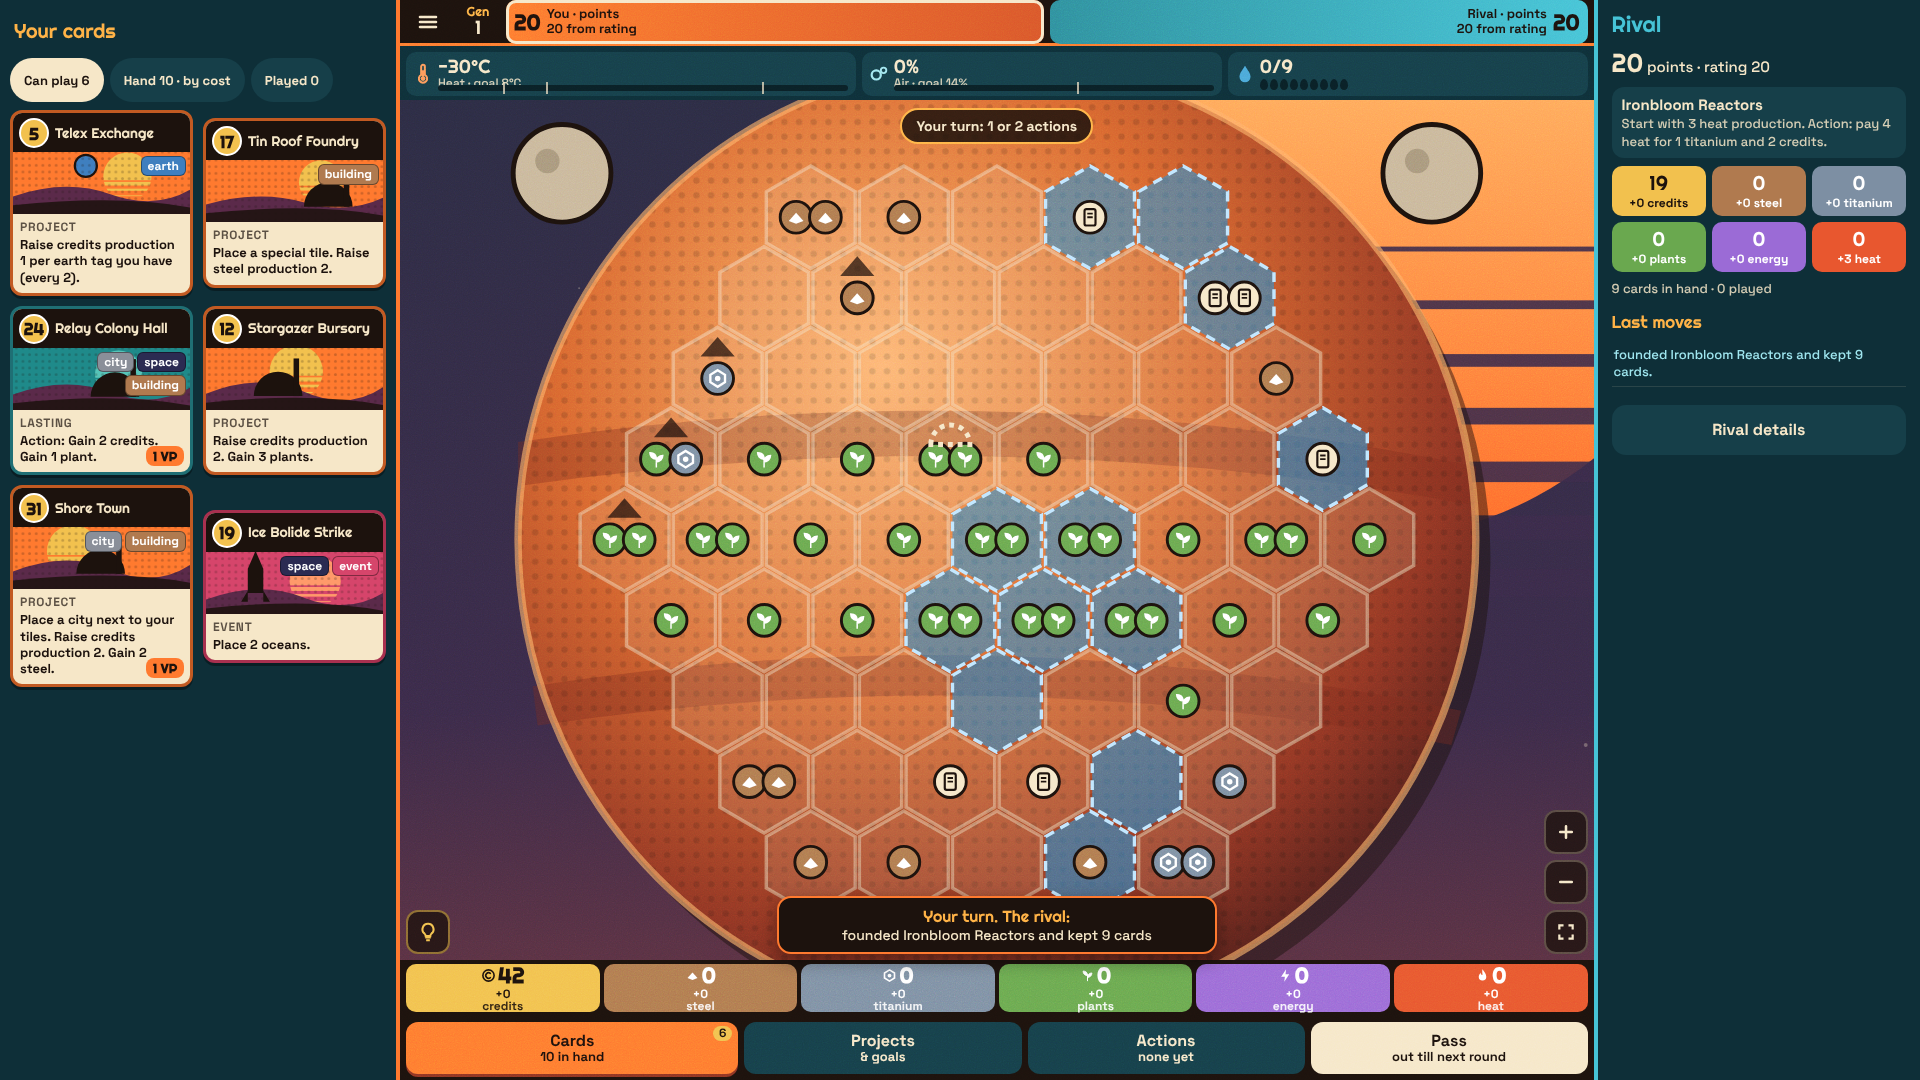 Your cards
Can play 6
Hand 10 · by cost
Played 0
5 Telex Exchange
earth
PROJECT
Raise credits production
1 per earth tag you have
(every 2).
17 Tin Roof Foundry
building
PROJECT
Place a special tile. Raise
steel production 2.
24 Relay Colony Hall
city space
building
LASTING
Action: Gain 2 credits.
Gain 1 plant.
1 VP
12 Stargazer Bursary
PROJECT
Raise credits production
2. Gain 3 plants.
31 Shore Town
city building
PROJECT
Place a city next to your
tiles. Raise credits
production 2. Gain 2
steel.
1 VP
19 Ice Bolide Strike
space event
EVENT
Place 2 oceans.
Gen
1
20 You · points
20 from rating
Rival · points
20 from rating
20
-30°C
Heat · goal 8°C
0%
Air · goal 14%
0/9
Your turn: 1 or 2 actions
Your turn. The rival:
founded Ironbloom Reactors and kept 9 cards
42
+0
credits
0
+0
steel
0
+0
titanium
0
+0
plants
0
+0
energy
0
+0
heat
Cards
10 in hand
6
Projects
& goals
Actions
none yet
Pass
out till next round
Rival
20 points · rating 20
Ironbloom Reactors
Start with 3 heat production. Action: pay 4
heat for 1 titanium and 2 credits.
19
+0 credits
0
+0 steel
0
+0 titanium
0
+0 plants
0
+0 energy
0
+3 heat
9 cards in hand · 0 played
Last moves
founded Ironbloom Reactors and kept 9
cards.
Rival details